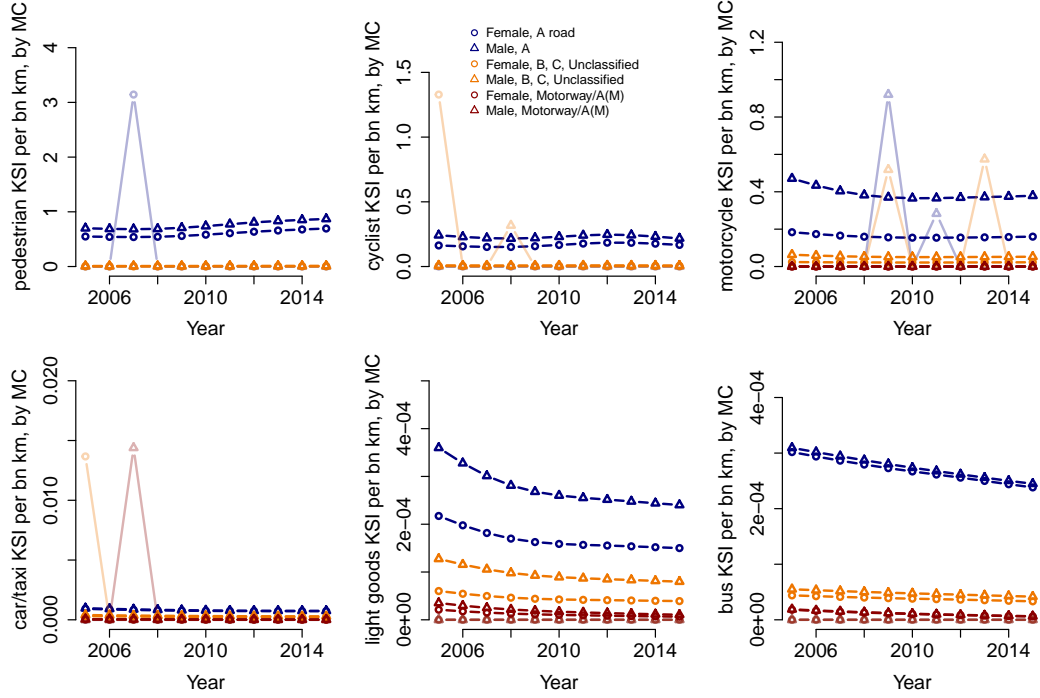 pedestrian KSI per bn km, by MC
4
3
2
1
0
2006
2010
2014
Year
cyclist KSI per bn km, by MC
1.5
1.0
0.5
0.0
2006
2010
2014
Year
Female, A road
Male, A
Female, B, C, Unclassified
Male, B, C, Unclassified
Female, Motorway/A(M)
Male, Motorway/A(M)
motorcycle KSI per bn km, by MC
1.2
0.8
0.4
0.0
2006
2010
2014
Year
car/taxi KSI per bn km, by MC
0.020
0.010
0.000
2006
2010
2014
Year
light goods KSI per bn km, by MC
4e−04
2e−04
0e+00
2006
2010
2014
Year
bus KSI per bn km, by MC
4e−04
2e−04
0e+00
2006
2010
2014
Year